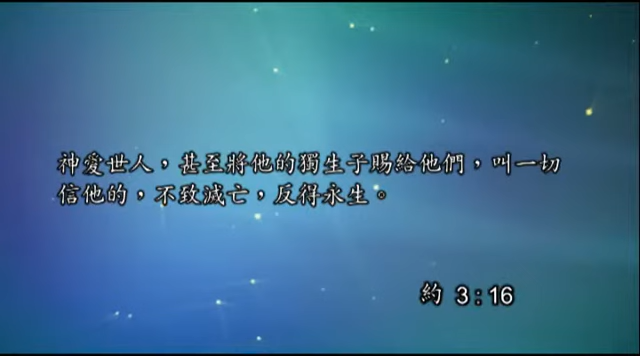 神愛世人，甚至將他的獨生子賜給他們，叫一切
信他的，不致滅亡，反得永生。
約 3：16